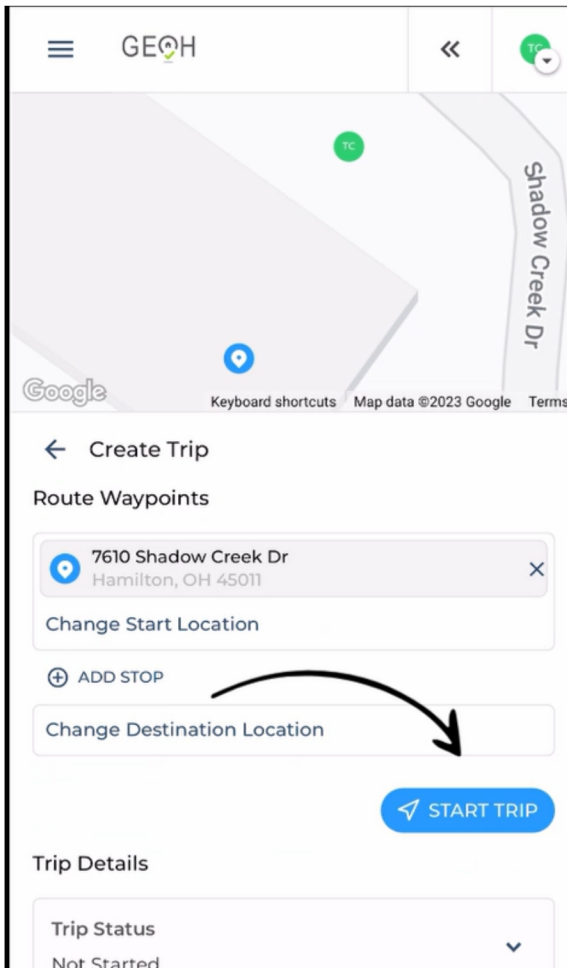 GEOH
TC
TC
Shadow Creek Dr
Google
Keyboard shortcuts Map data ©2023 Google Terms
Create Trip
Route Waypoints
7610 Shadow Creek Dr
Hamilton, OH 45011
Change Start Location
ADD STOP
Change Destination Location
START TRIP
Trip Details
Trip Status
Not Started